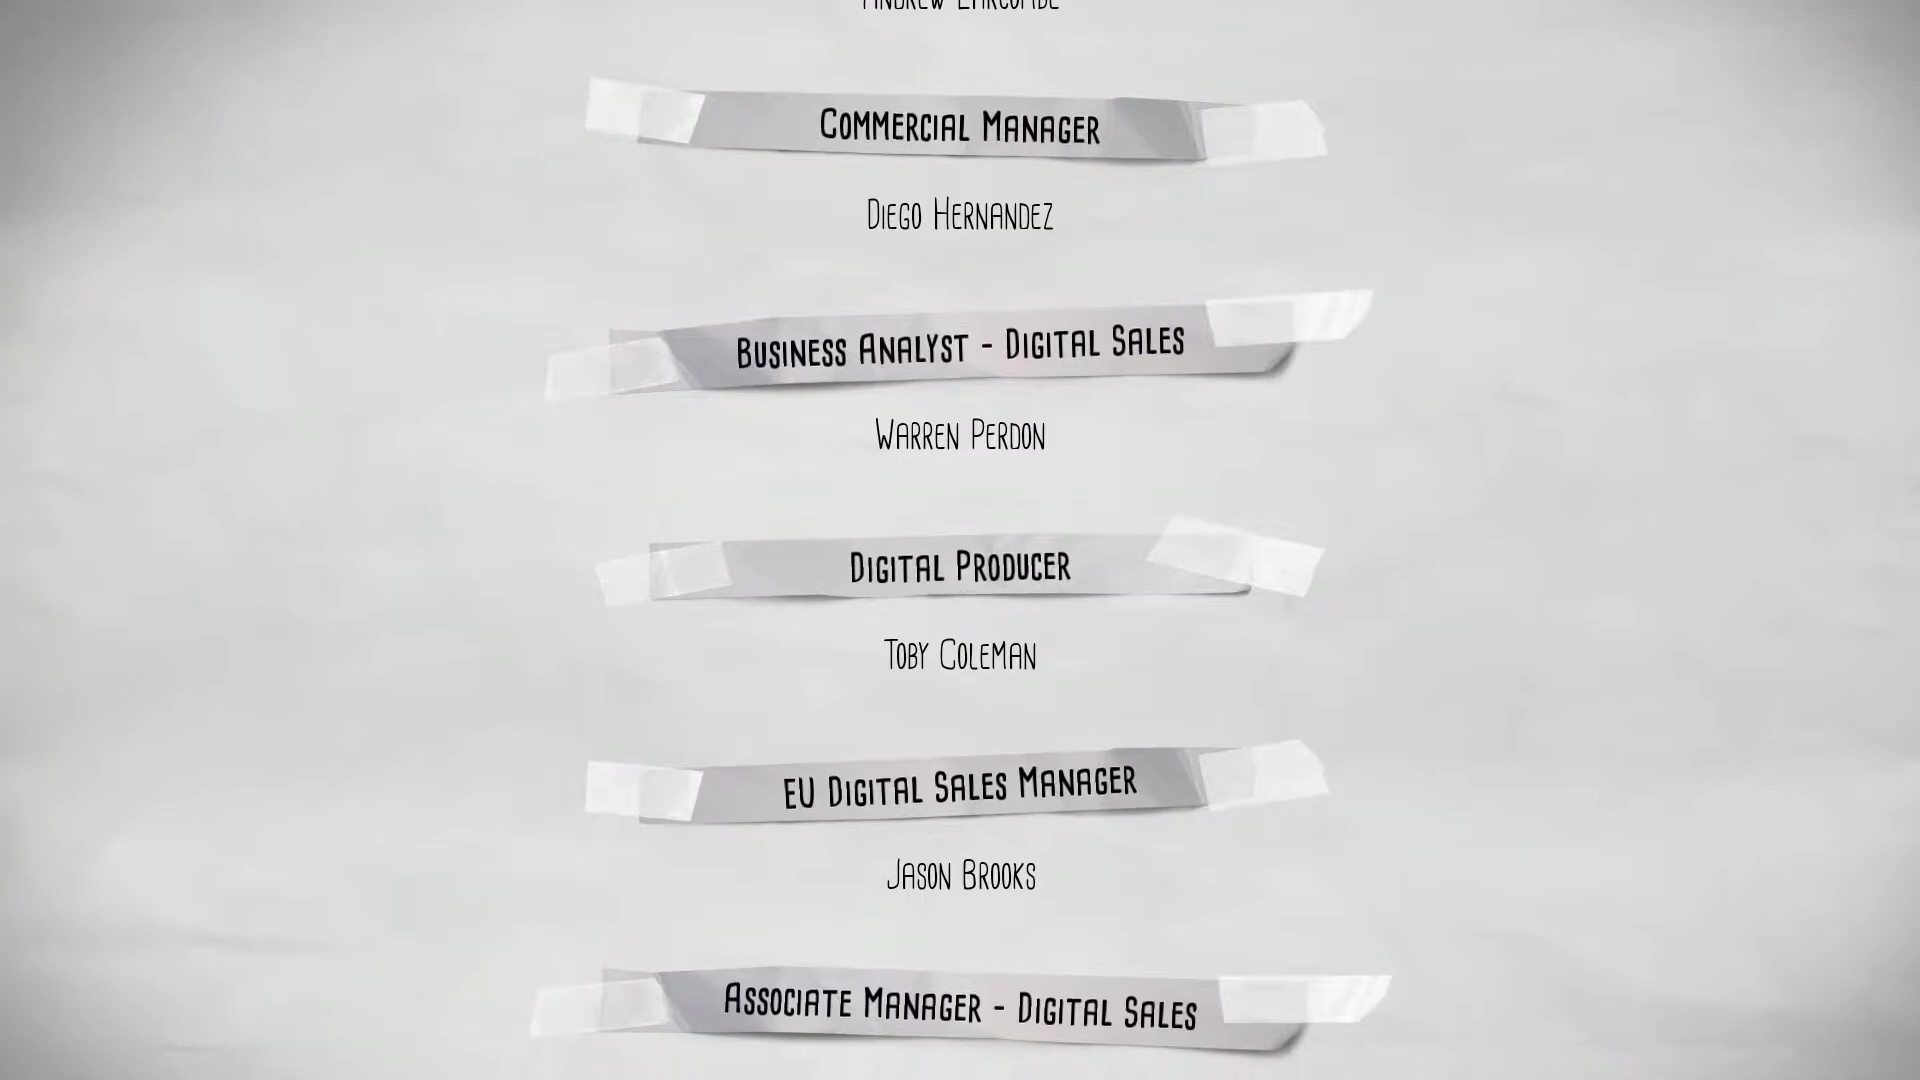 Commercial Manager
Diego Hernandez
Business Analyst - Digital Sales
Warren Perdon
Digital Producer
Toby Coleman
EU Digital Sales Manager
Jason Brooks
Associate Manager - Digital Sales